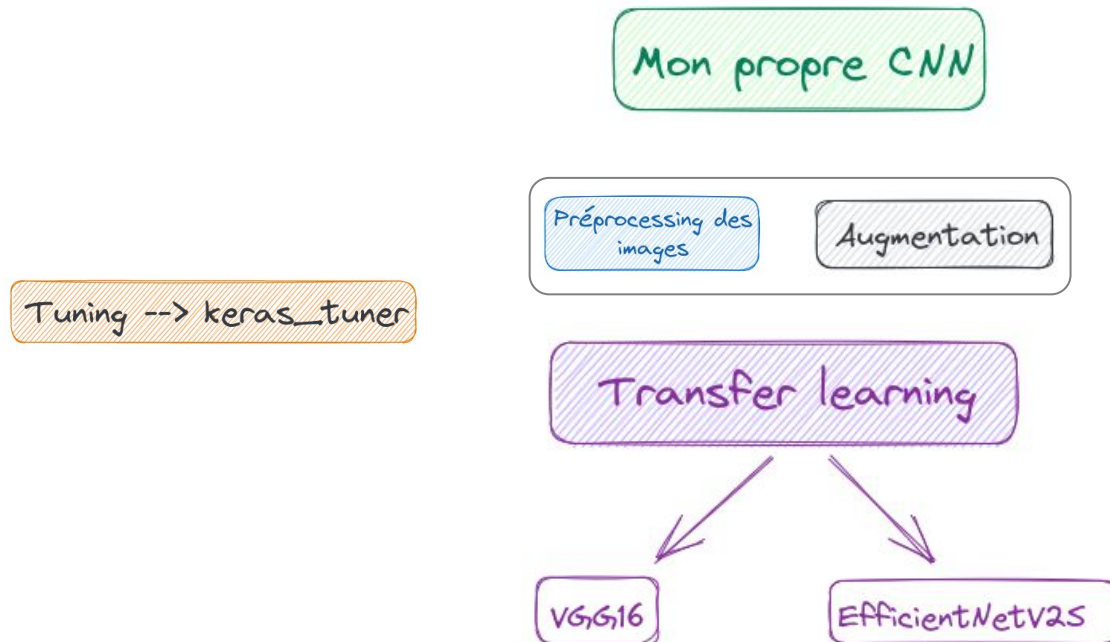 Mon propre CNN
Préprocessing des
images
Augmentation
Tuning --> keras_tuner
Transfer learning
VGG16
EfficientNetV2S